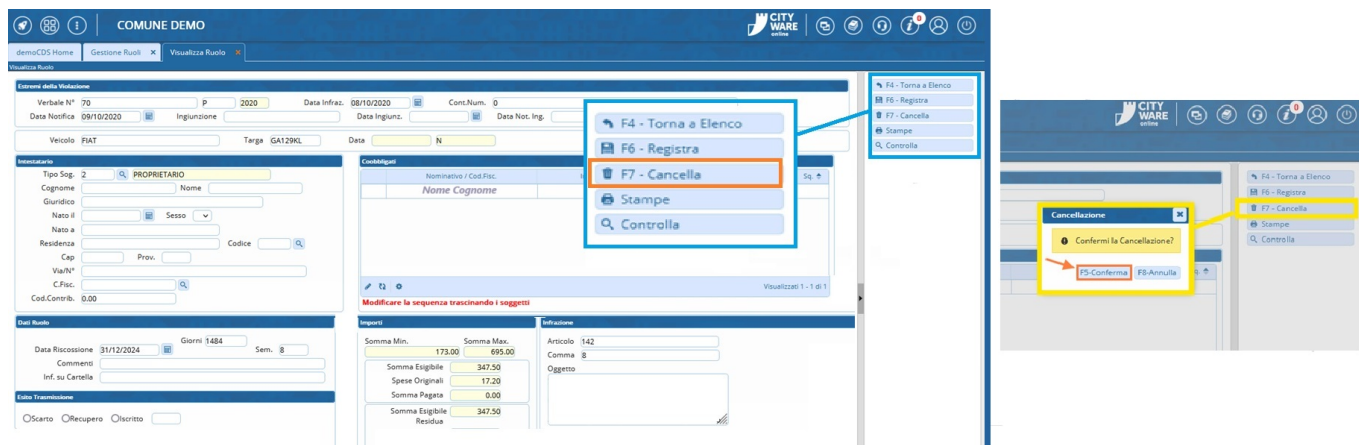 COMUNE DEMO
CITY
WARE
online
0
demoCDS Home Gestione Ruoli × Visualizza Ruolo ×
Visualizza Ruolo
Estremi della Violazione
Verbale N° 70 P 2020 Data Infraz. 08/10/2020 Cont.Num. 0
Data Notifica 09/10/2020 Ingiunzione Data Ingiunz. Data Not. Ing.
Veicolo FIAT Targa GA129KL Data N
Intestatario
Tipo Sog. 2 PROPRIETARIO
Cognome Nome
Giuridico
Nato il Sesso
Nato a
Residenza Codice
Cap Prov.
Via/N°
C.Fisc.
Cod.Contrib. 0.00
Coobbligati
Nominativo / Cod.Fisc. Sq.
Nome Cognome
Visualizzati 1 - 1 di 1
Modificare la sequenza trascinando i soggetti
F4 - Torna a Elenco
F6 - Registra
F7 - Cancella
Stampe
Controlla
F4 - Torna a Elenco
F6 - Registra
F7 - Cancella
Stampe
Controlla
Dati Ruolo
Giorni 1484
Data Riscossione 31/12/2024 Sem. 8
Commenti
Inf. su Cartella
Esito Trasmissione
Scarto Recupero Iscritto
Importi
Somma Min. Somma Max.
173.00 695.00
Somma Esigibile 347.50
Spese Originali 17.20
Somma Pagata 0.00
Somma Esigibile 347.50
Residua
Infrazione
Articolo 142
Comma 8
Oggetto
CITY
WARE
online
0
F4 - Torna a Elenco
F6 - Registra
F7 - Cancella
Stampe
Controlla
Cancellazione
Confermi la Cancellazione?
F5-Conferma F8-Annulla